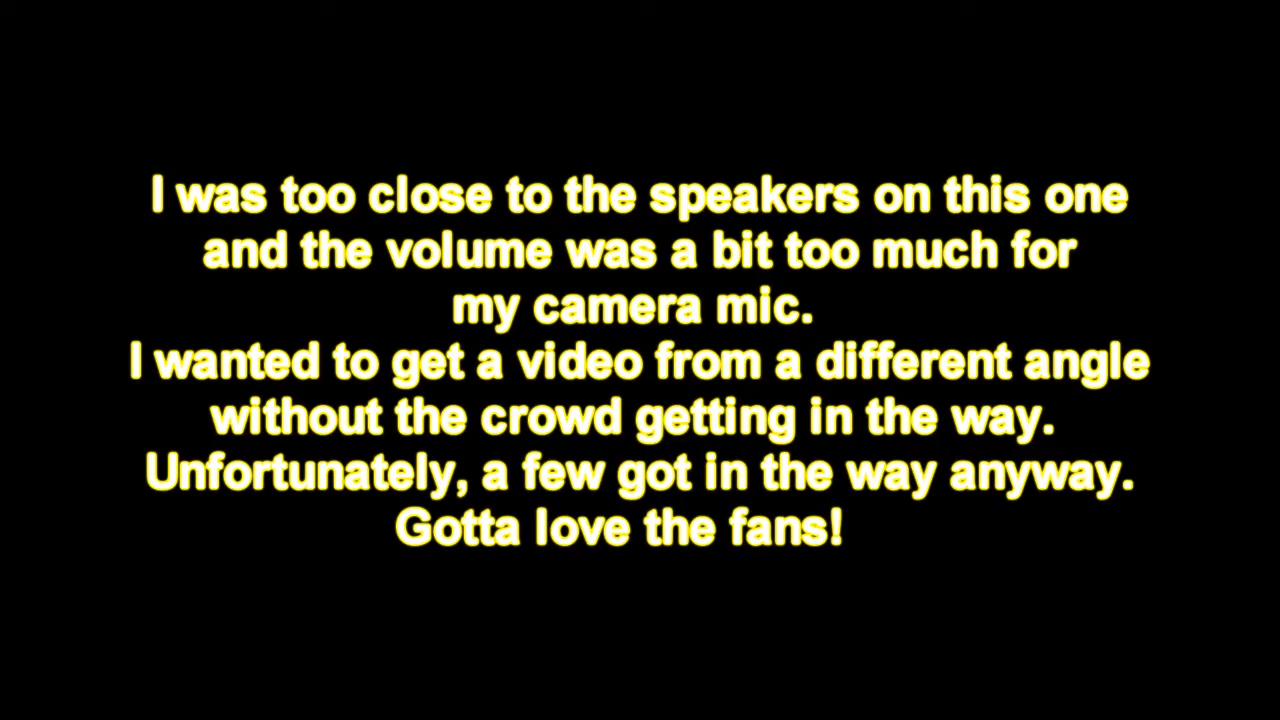 I was too close to the speakers on this one
and the volume was a bit too much for
my camera mic.
I wanted to get a video from a different angle
without the crowd getting in the way.
Unfortunately, a few got in the way anyway.
Gotta love the fans!